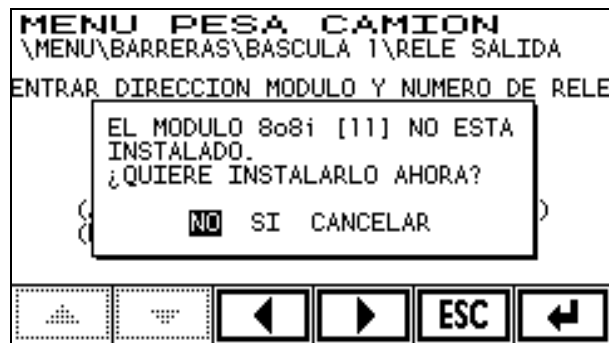 MENU PESA CAMION
\MENU\BARRERAS\BASCULA 1\RELE SALIDA
ENTRAR DIRECCION MODULO Y NUMERO DE RELE
EL MODULO 8o8i [11] NO ESTA
INSTALADO.
¿QUIERE INSTALARLO AHORA?
NO SI CANCELAR
ESC